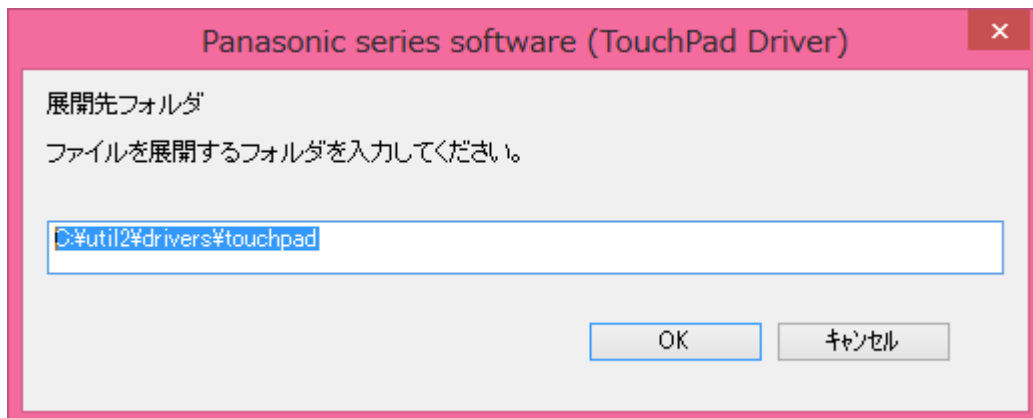 Panasonic series software (TouchPad Driver)
展開先フォルダ
ファイルを展開するフォルダを入力してください。
C:¥util2¥drivers¥touchpad
OK
キャンセル